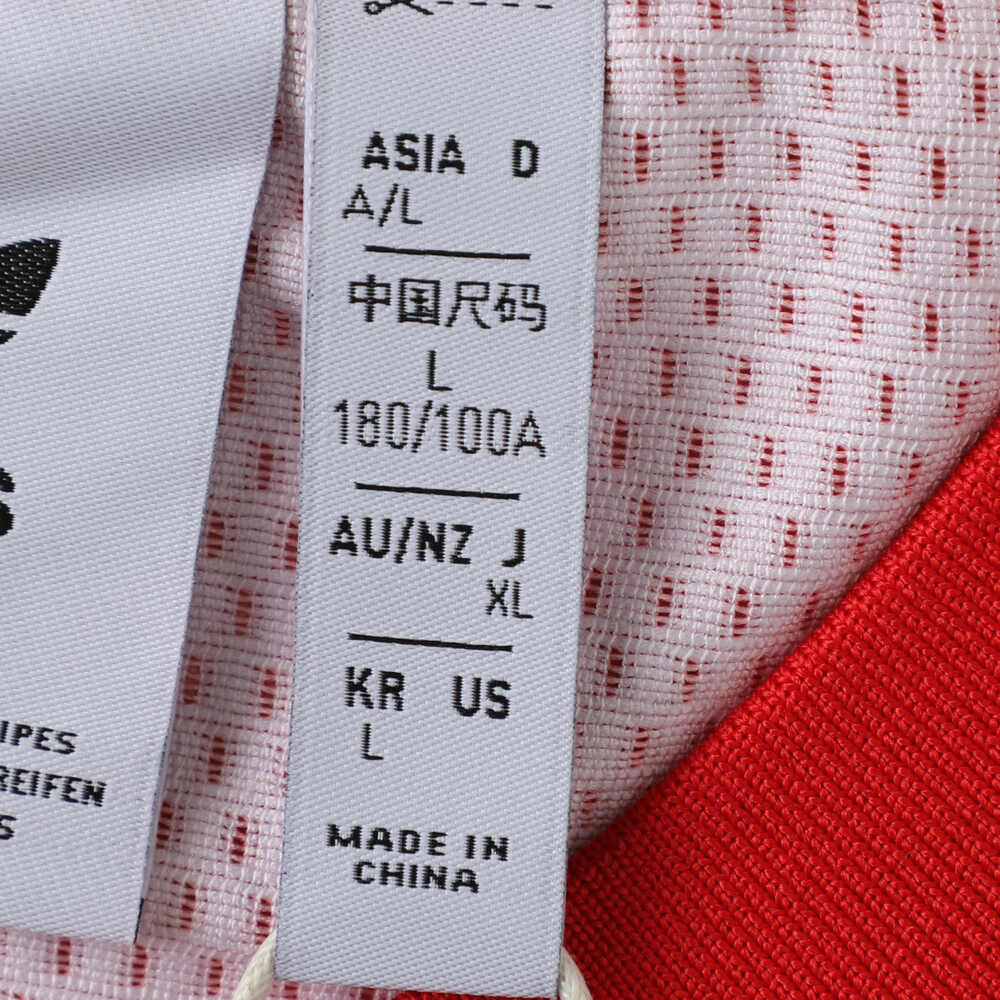 ASIA D
A/L
中国尺码
L
180/100A
AU/NZ J
XL
KR US
L
MADE IN
CHINA
IPES
REIFEN
S